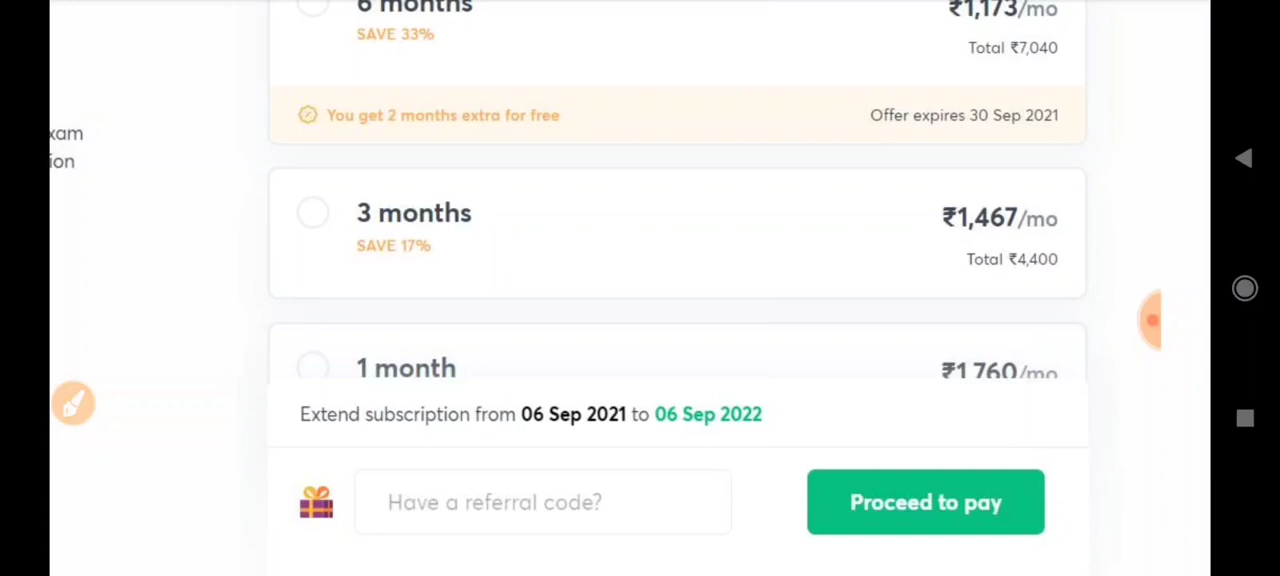 6 months
₹1,173/mo
SAVE 33%
Total ₹7,040
You get 2 months extra for free
Offer expires 30 Sep 2021
xam
ion
3 months
₹1,467/mo
SAVE 17%
Total ₹4,400
1 month
₹1,760/mo
Extend subscription from 06 Sep 2021 to 06 Sep 2022
Have a referral code?
Proceed to pay